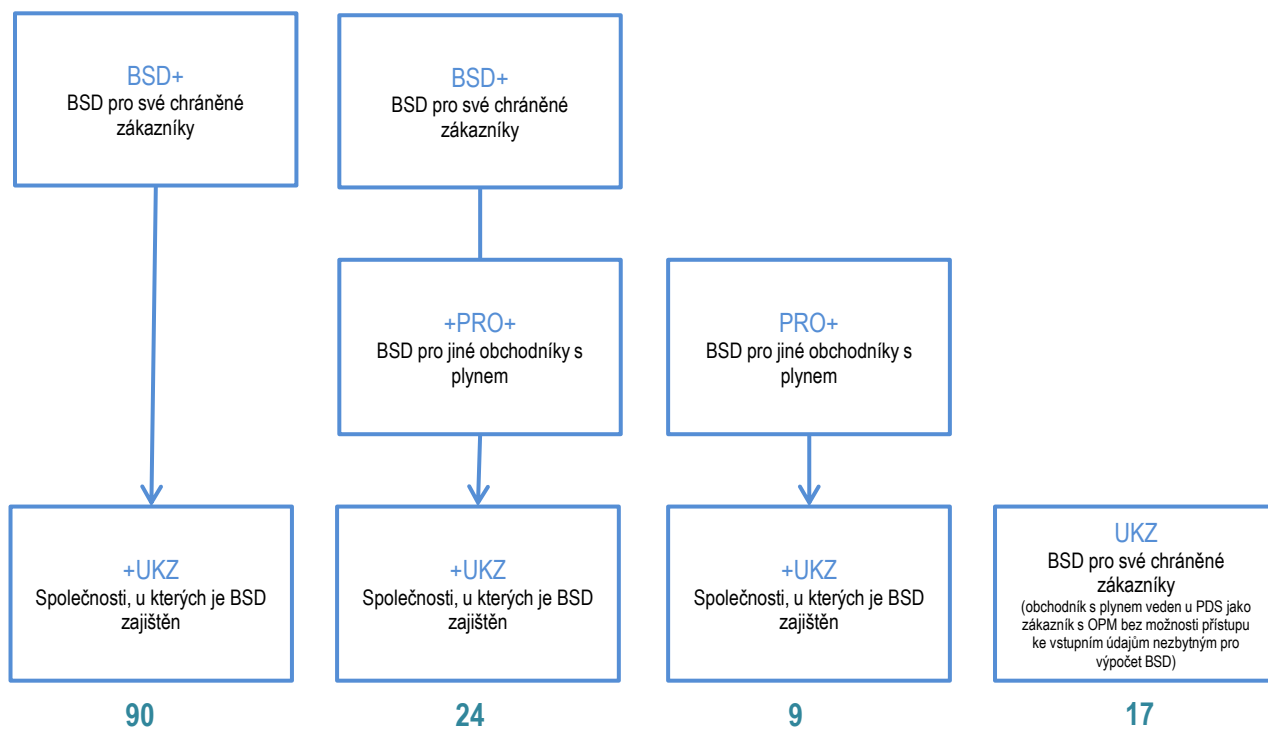 BSD+
BSD pro své chráněné
zákazníky
BSD+
BSD pro své chráněné
zákazníky
+PRO+
BSD pro jiné obchodníky s
plynem
PRO+
BSD pro jiné obchodníky s
plynem
+UKZ
Společnosti, u kterých je BSD
zajištěn
+UKZ
Společnosti, u kterých je BSD
zajištěn
+UKZ
Společnosti, u kterých je BSD
zajištěn
UKZ
BSD pro své chráněné
zákazníky
(obchodník s plynem veden u PDS jako
zákazník s OPM bez možnosti přístupu
ke vstupním údajům nezbytným pro
výpočet BSD)
90
24
9
17